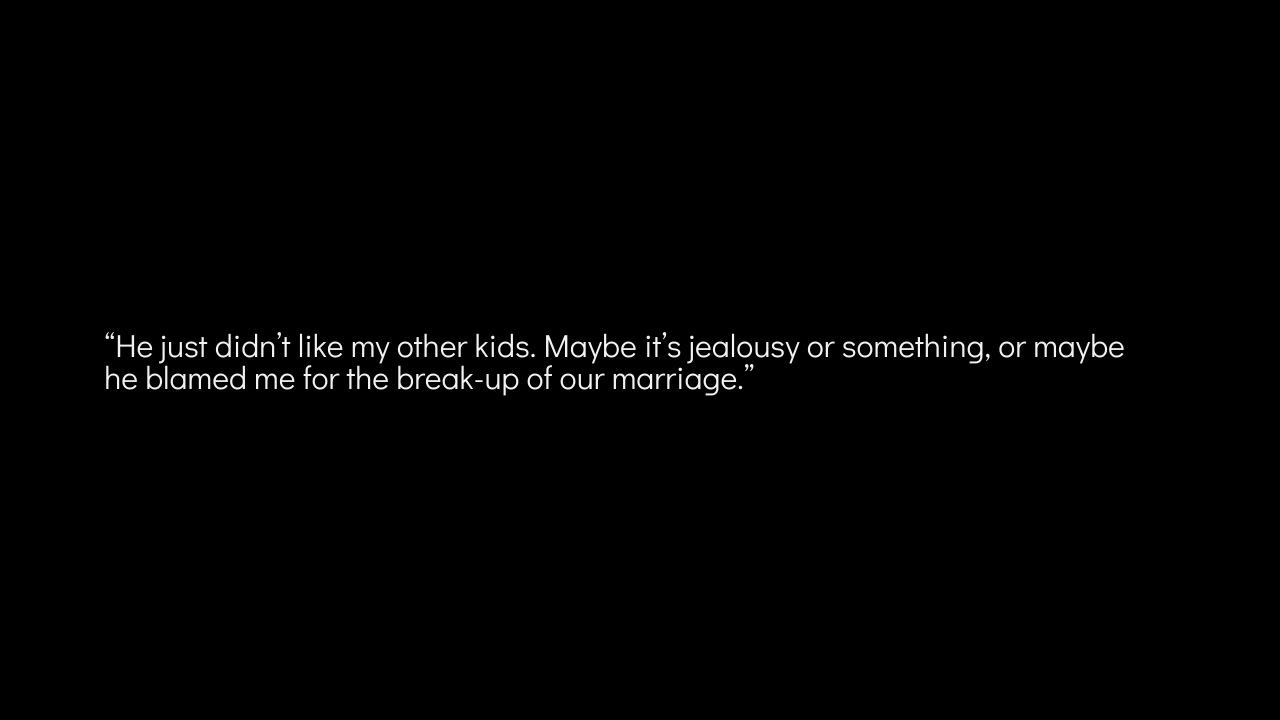 “He just didn’t like my other kids. Maybe it’s jealousy or something, or maybe
he blamed me for the break-up of our marriage.”